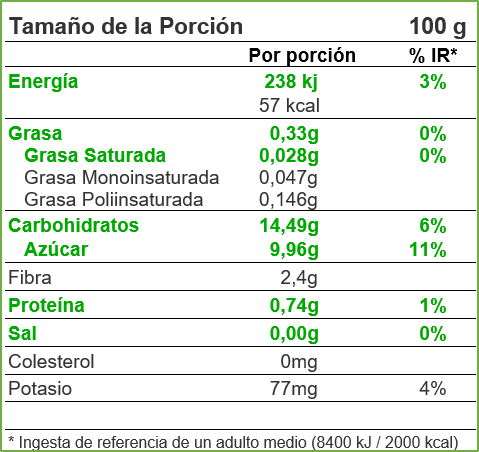 Tamaño de la Porción 100 g
Por porción % IR*
Energía 238 kj 3%
57 kcal
Grasa 0,33g 0%
Grasa Saturada 0,028g 0%
Grasa Monoinsaturada 0,047g
Grasa Poliinsaturada 0,146g
Carbohidratos 14,49g 6%
Azúcar 9,96g 11%
Fibra 2,4g
Proteína 0,74g 1%
Sal 0,00g 0%
Colesterol 0mg
Potasio 77mg 4%
* Ingesta de referencia de un adulto medio (8400 kJ / 2000 kcal)